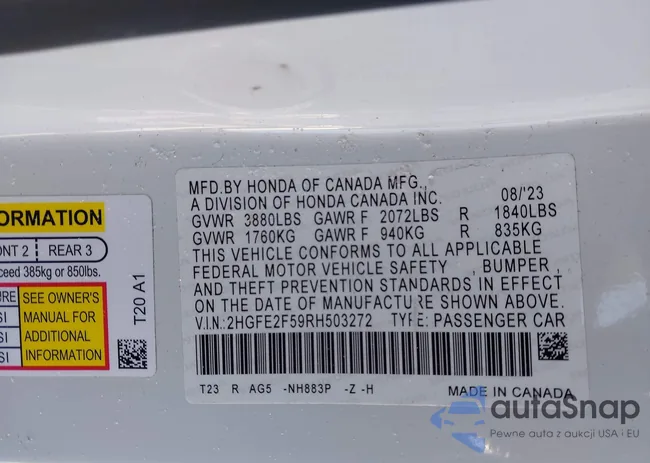 ORMATION
ONT 2 REAR 3
ceed 385kg or 850lbs.
URE
SI
SI
SEE OWNER'S
MANUAL FOR
ADDITIONAL
INFORMATION
T20 A1
MFD.BY HONDA OF CANADA MFG.,
A DIVISION OF HONDA CANADA INC. 08/'23
GVWR 3880LBS GAWR F 2072LBS R 1840LBS
GVWR 1760KG GAWR F 940KG R 835KG
THIS VEHICLE CONFORMS TO ALL APPLICABLE
FEDERAL MOTOR VEHICLE SAFETY , BUMPER ,
AND THEFT PREVENTION STANDARDS IN EFFECT
ON THE DATE OF MANUFACTURE SHOWN ABOVE.
V.I.N.:2HGFE2F59RH503272 TYPE: PASSENGER CAR
T23 R AG5 -NH883P -Z -H
MADE IN CANADA
autaSnap
Pewne auta z aukcji USA i EU